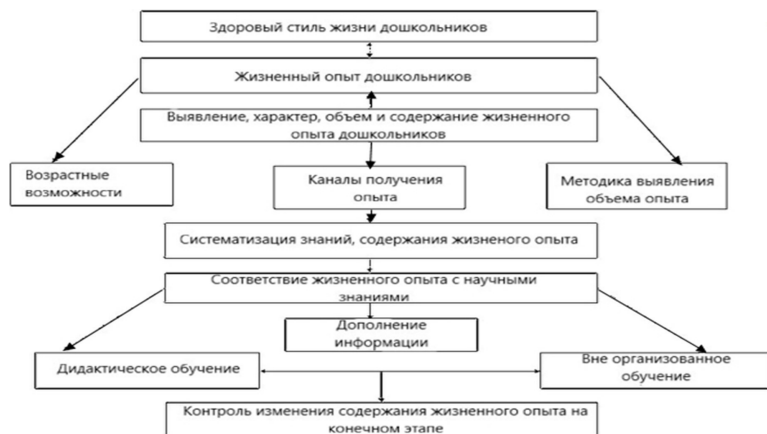 Здоровый стиль жизни дошкольников
Жизненный опыт дошкольников
Выявление, характер, объем и содержание жизненного
опыта дошкольников
Возрастные
возможности
Каналы получения
опыта
Методика выявления
объема опыта
Систематизация знаний, содержания жизненого опыта
Соответствие жизненного опыта с научными
знаниями
Дополнение
информации
Дидактическое обучение
Вне организованное
обучение
Контроль изменения содержания жизненного опыта на
конечном этапе